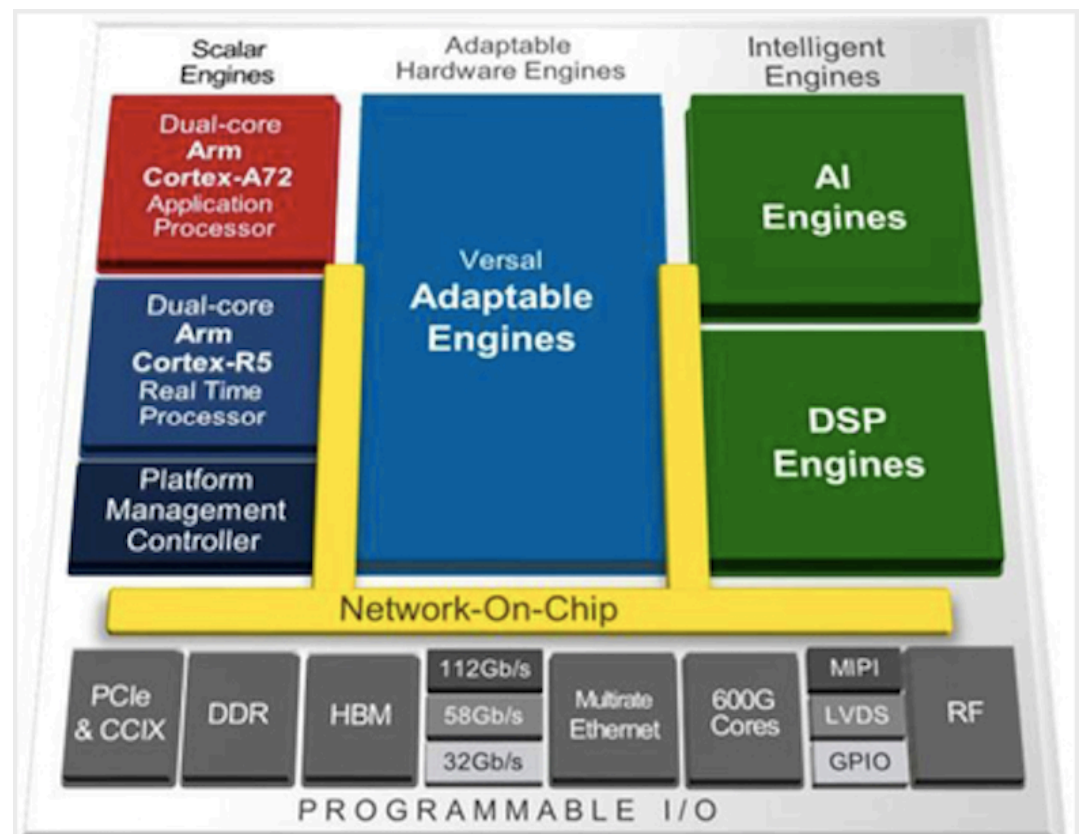 Scalar
Engines
Adaptable
Hardware Engines
Intelligent
Engines
Dual-core
Arm
Cortex-A72
Application
Processor
Dual-core
Arm
Cortex-R5
Real Time
Processor
Platform
Management
Controller
Versal
Adaptable
Engines
AI
Engines
DSP
Engines
Network-On-Chip
PCIe
& CCIX
DDR
HBM
112Gb/s
58Gb/s
32Gb/s
Multirate
Ethernet
600G
Cores
MIPI
LVDS
GPIO
RF
PROGRAMMABLE I/O